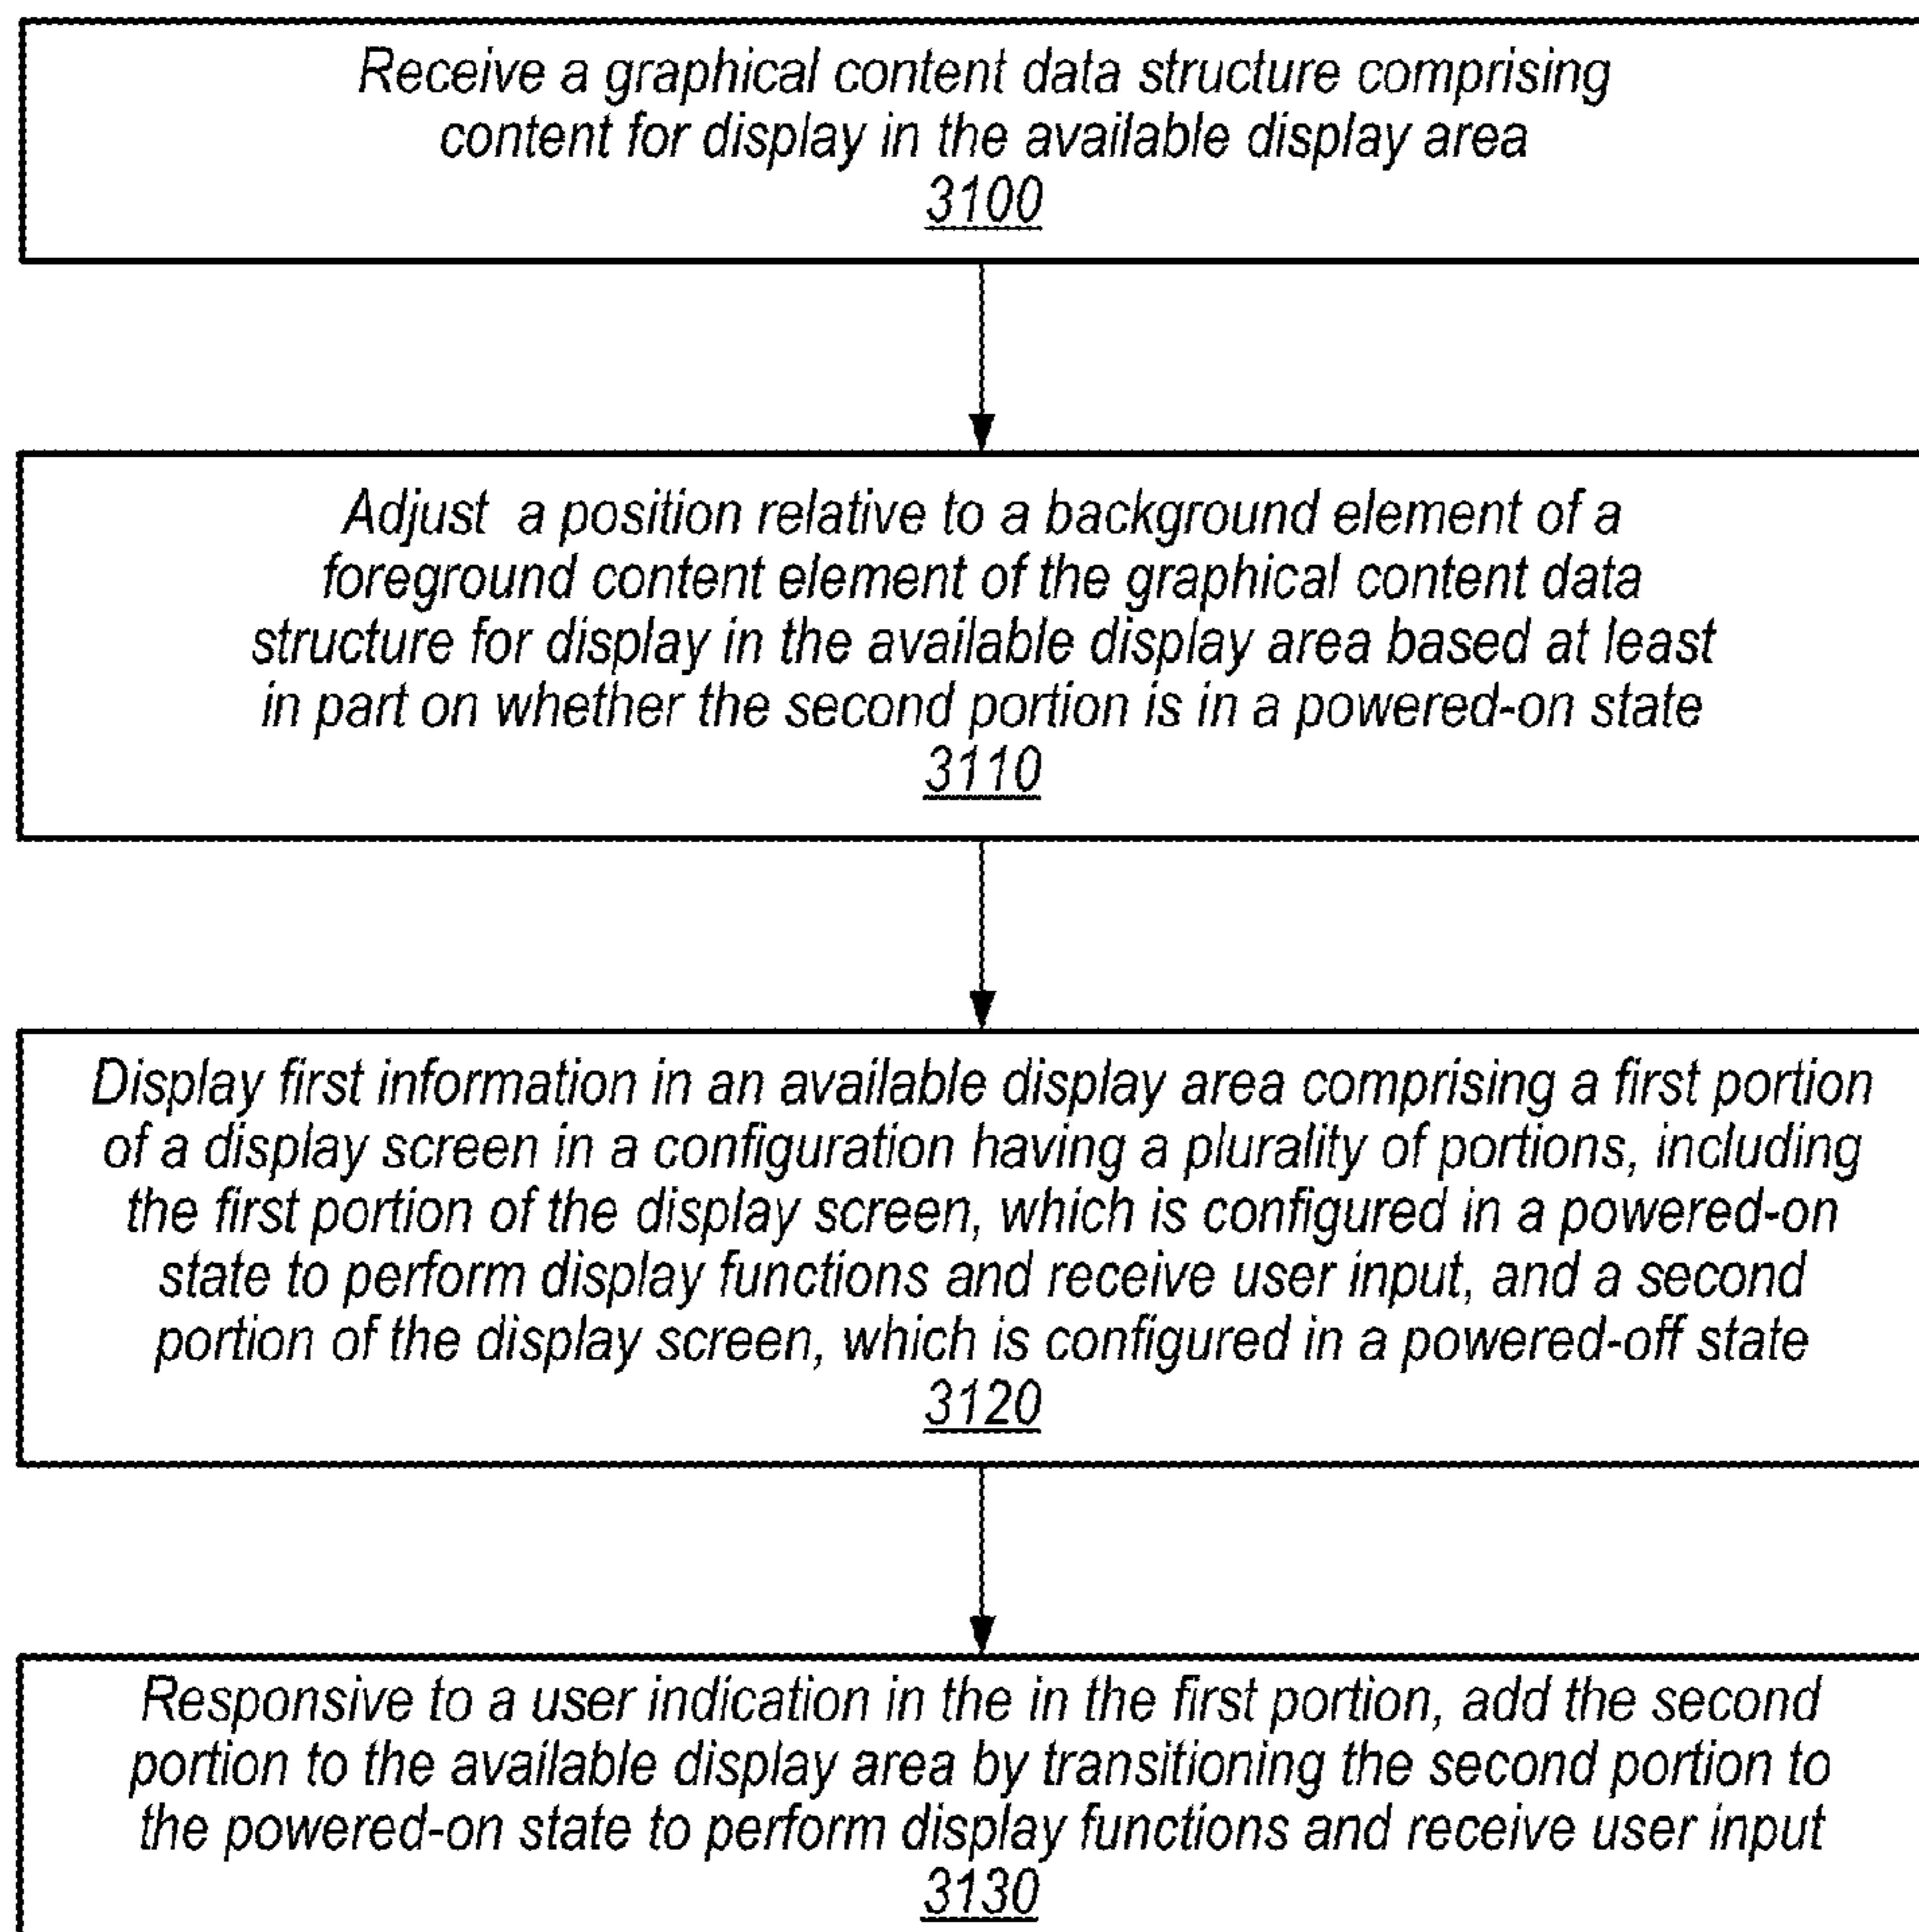 Receive a graphical content data structure comprising
content for display in the available display area
3100
Adjust a position relative to a background element of a
foreground content element of the graphical content data
structure for display in the available display area based at least
in part on whether the second portion is in a powered-on state
3110
Display first information in an available display area comprising a first portion
of a display screen in a configuration having a plurality of portions, including
the first portion of the display screen, which is configured in a powered-on
state to perform display functions and receive user input, and a second
portion of the display screen, which is configured in a powered-off state
3120
Responsive to a user indication in the in the first portion, add the second
portion to the available display area by transitioning the second portion to
the powered-on state to perform display functions and receive user input
3130